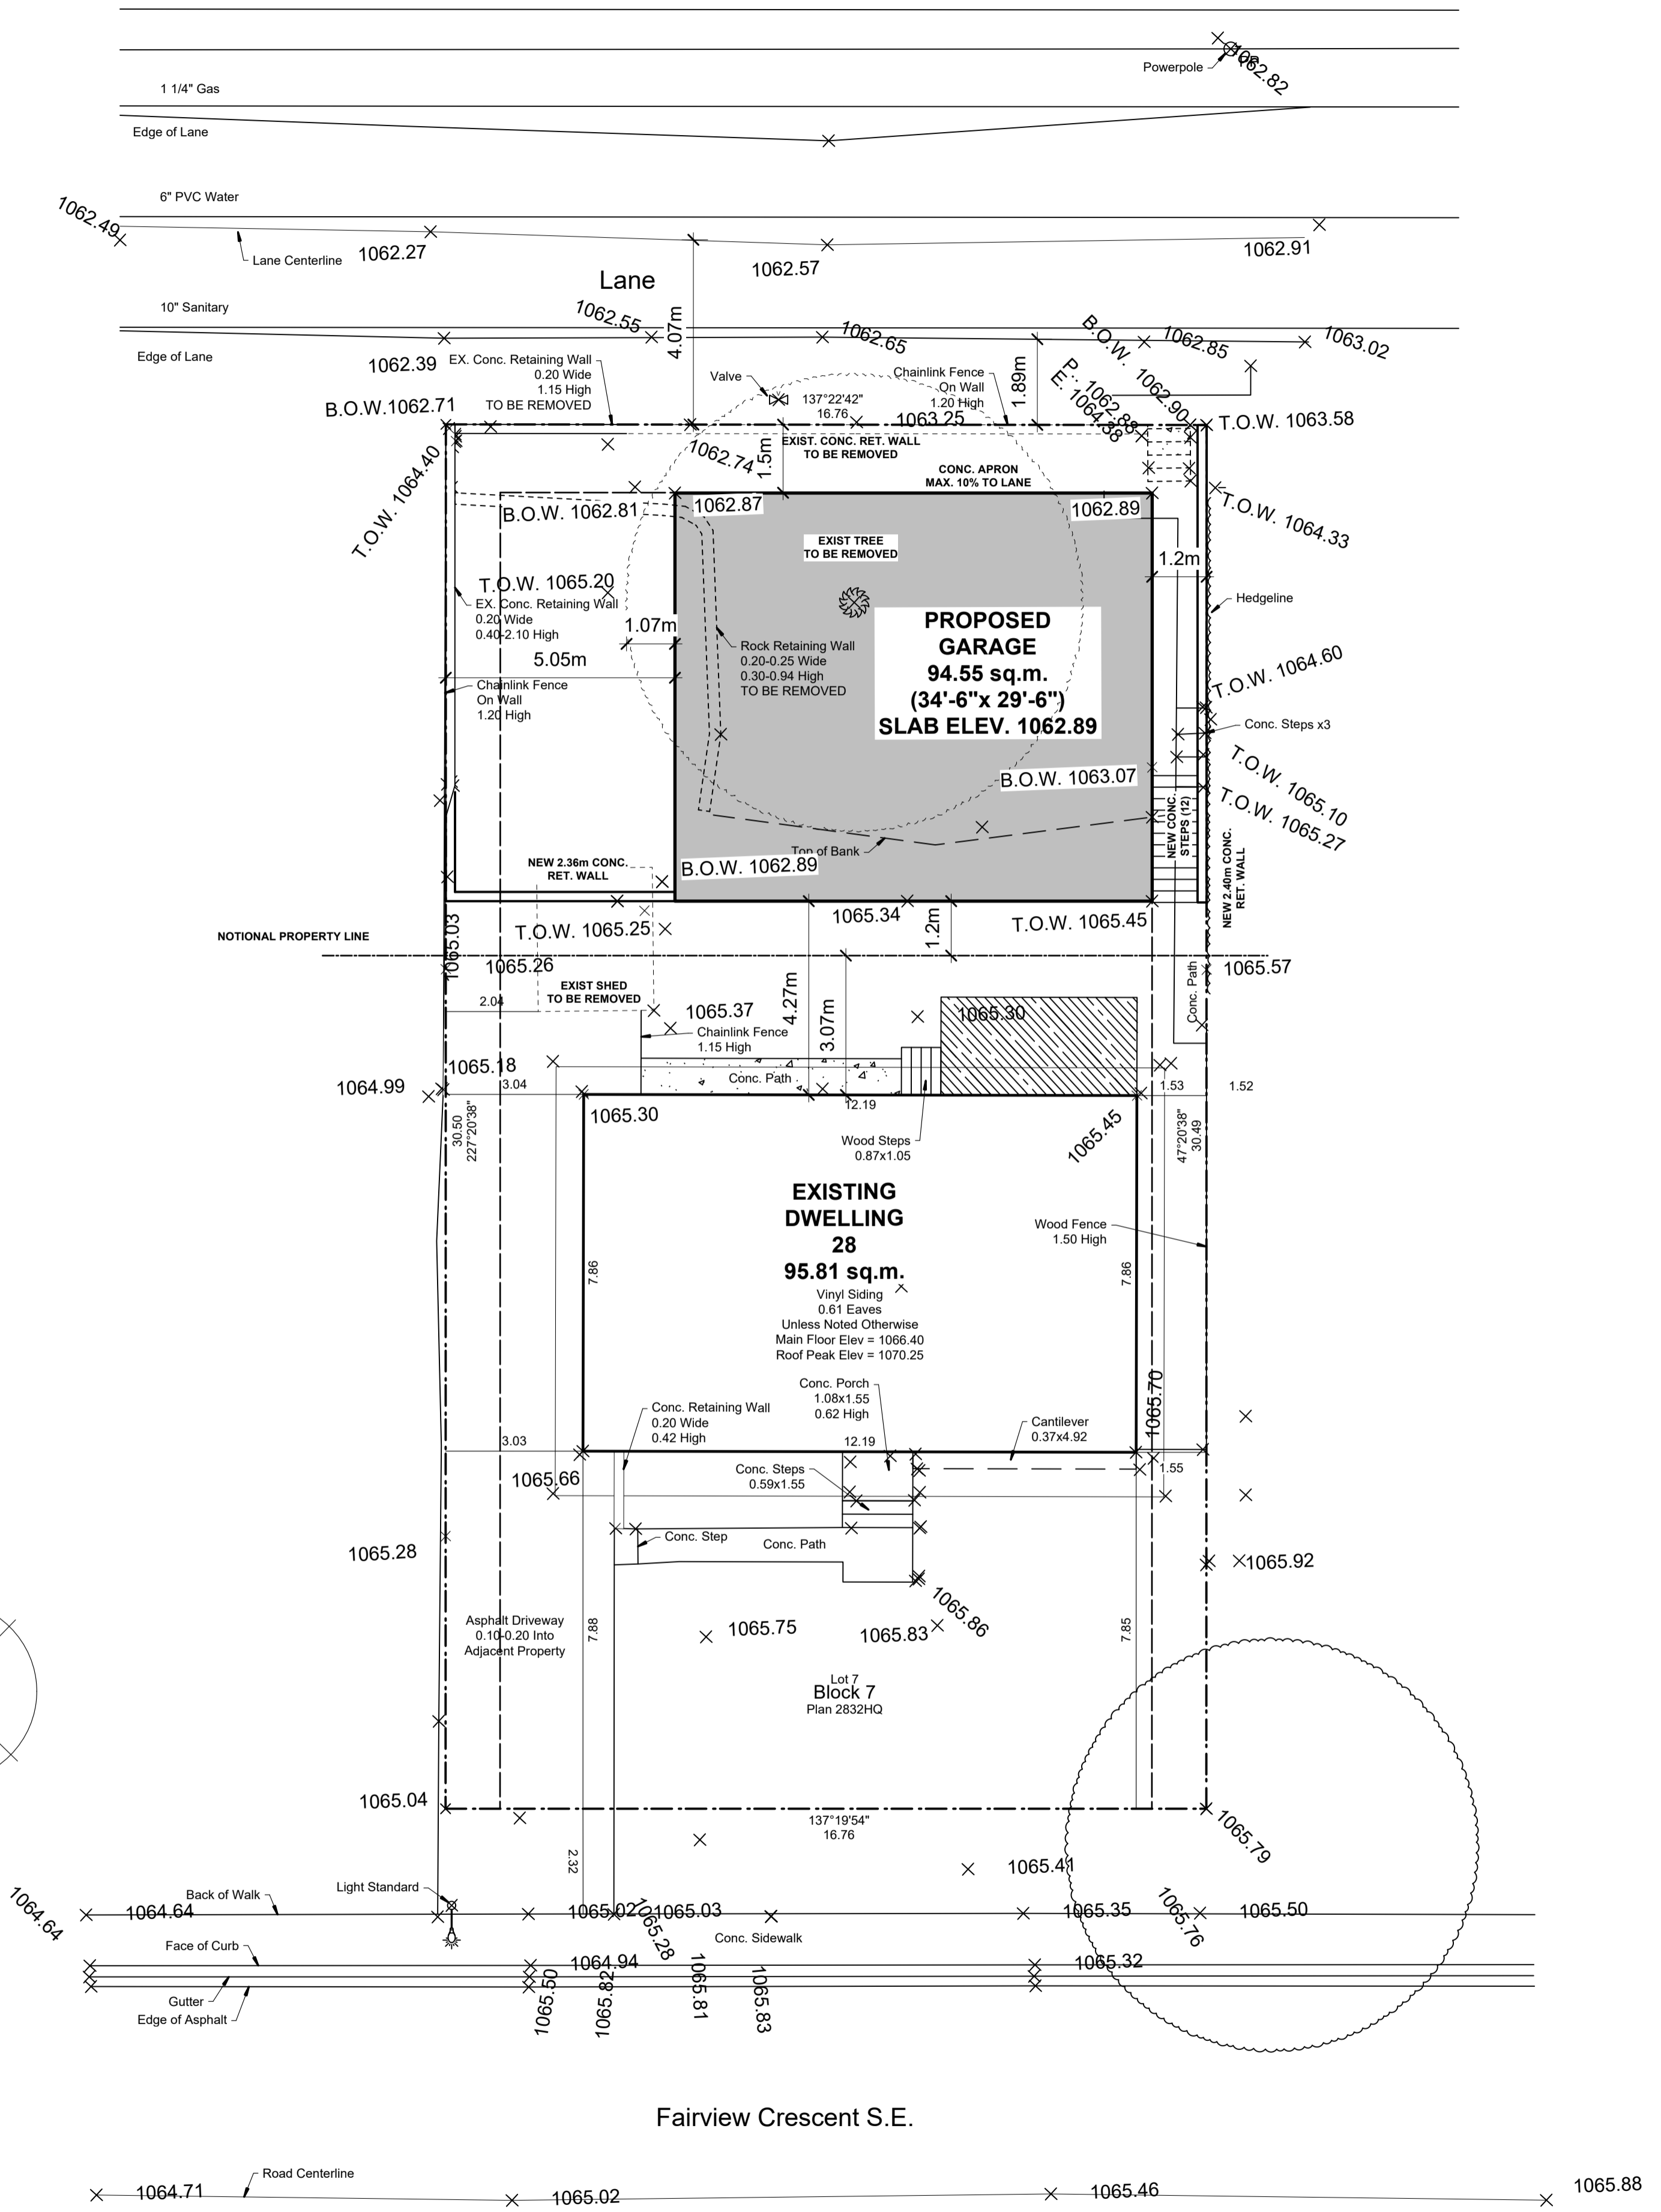 1062.82
Powerpole
1 1/4" Gas
Edge of Lane
6" PVC Water
1062.49
Lane Centerline
1062.27
1062.57
1062.91
Lane
10" Sanitary
1062.55
4.07m
1062.65
B.O.W. 1062.90
1062.85
1063.02
Edge of Lane
1062.39
EX. Conc. Retaining Wall
0.20 Wide
1.15 High
TO BE REMOVED
Valve
137°22'42"
16.76
Chainlink Fence
On Wall
1.20 High
1.89m
P.. 1062.88
E. 1064.38
B.O.W.1062.71
1063.25
T.O.W. 1063.58
T.O.W. 1064.40
1062.74
1.5m
EXIST. CONC. RET. WALL
TO BE REMOVED
CONC. APRON
MAX. 10% TO LANE
B.O.W. 1062.81
1062.87
1062.89
T.O.W. 1064.33
EXIST TREE
TO BE REMOVED
1.2m
T.O.W. 1065.20
EX. Conc. Retaining Wall
0.20 Wide
0.40-2.10 High
Hedgeline
1.07m
5.05m
Rock Retaining Wall
0.20-0.25 Wide
0.30-0.94 High
TO BE REMOVED
PROPOSED
GARAGE
94.55 sq.m.
(34'-6"x 29'-6")
SLAB ELEV. 1062.89
T.O.W. 1064.60
Chainlink Fence
On Wall
1.20 High
Conc. Steps x3
B.O.W. 1063.07
T.O.W. 1065.10
T.O.W. 1065.27
NEW CONC.
STEPS (12)
NEW 2.40m CONC.
RET. WALL
Top of Bank
NEW 2.36m CONC.
RET. WALL
B.O.W. 1062.89
1065.34
1.2m
T.O.W. 1065.45
NOTIONAL PROPERTY LINE
1065.03
T.O.W. 1065.25
1065.26
1065.57
EXIST SHED
TO BE REMOVED
2.04
1065.37
4.27m
3.07m
1065.30
Conc. Path
Chainlink Fence
1.15 High
1065.18
1064.99
3.04
Conc. Path
12.19
1.53
1.52
30.50
227°20'38"
1065.30
Wood Steps
0.87x1.05
1065.45
47°20'38"
30.49
EXISTING
DWELLING
28
95.81 sq.m.
Vinyl Siding
0.61 Eaves
Unless Noted Otherwise
Main Floor Elev = 1066.40
Roof Peak Elev = 1070.25
Wood Fence
1.50 High
7.86
7.86
Conc. Porch
1.08x1.55
0.62 High
Conc. Retaining Wall
0.20 Wide
0.42 High
Cantilever
0.37x4.92
1065.70
3.03
12.19
1065.66
Conc. Steps
0.59x1.55
1.55
Conc. Step
Conc. Path
1065.28
1065.92
Asphalt Driveway
0.10-0.20 Into
Adjacent Property
7.88
1065.75
1065.83
1065.86
7.85
Lot 7
Block 7
Plan 2832HQ
1065.04
137°19'54"
16.76
1065.79
2.32
1065.41
1064.64
Back of Walk
Light Standard
1064.64
1065.02
1065.03
1065.28
1065.35
1065.76
1065.50
Conc. Sidewalk
Face of Curb
1064.94
1065.32
Gutter
Edge of Asphalt
1065.50
1065.82
1065.81
1065.83
Fairview Crescent S.E.
Road Centerline
1064.71
1065.02
1065.46
1065.88